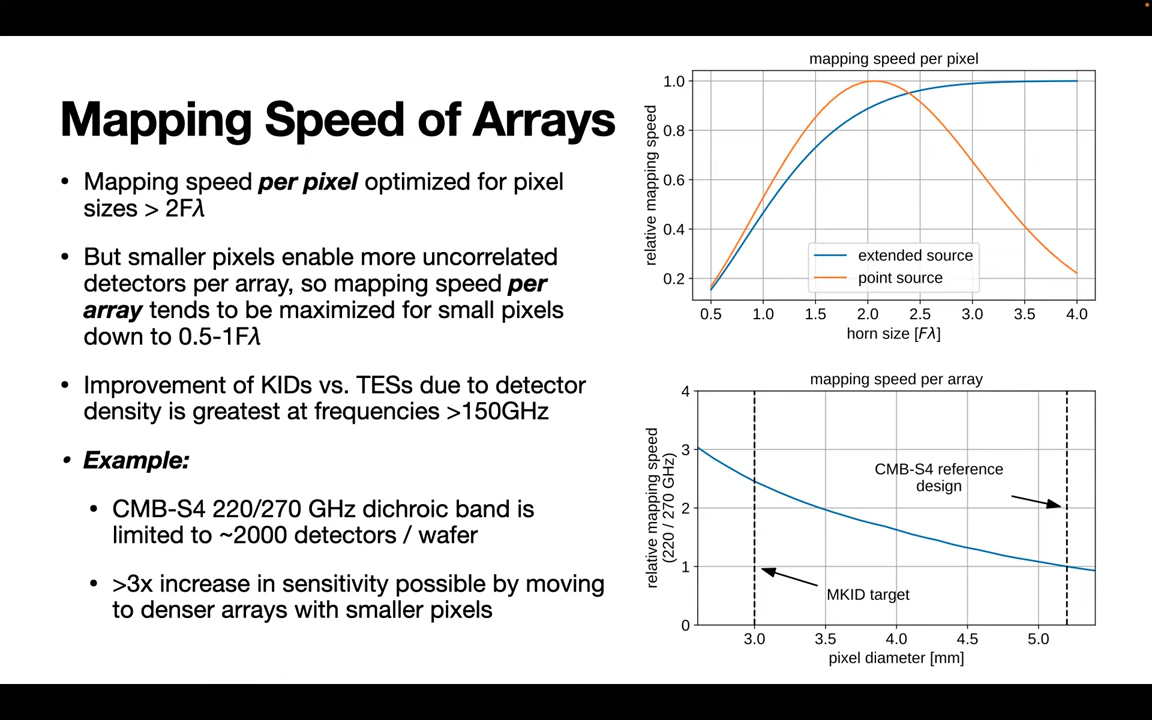 Mapping Speed of Arrays
• Mapping speed per pixel optimized for pixel
sizes > 2Fλ
• But smaller pixels enable more uncorrelated
detectors per array, so mapping speed per
array tends to be maximized for small pixels
down to 0.5-1Fλ
• Improvement of KIDs vs. TESs due to detector
density is greatest at frequencies >150GHz
• Example:
• CMB-S4 220/270 GHz dichroic band is
limited to ~2000 detectors / wafer
• >3x increase in sensitivity possible by moving
to denser arrays with smaller pixels
mapping speed per pixel
relative mapping speed
1.0
0.8
0.6
0.4
0.2
extended source
point source
0.5 1.0 1.5 2.0 2.5 3.0 3.5 4.0
horn size [Fλ]
mapping speed per array
relative mapping speed
(220 / 270 GHz)
4
3
2
1
0
CMB-S4 reference
design
MKID target
3.0 3.5 4.0 4.5 5.0
pixel diameter [mm]